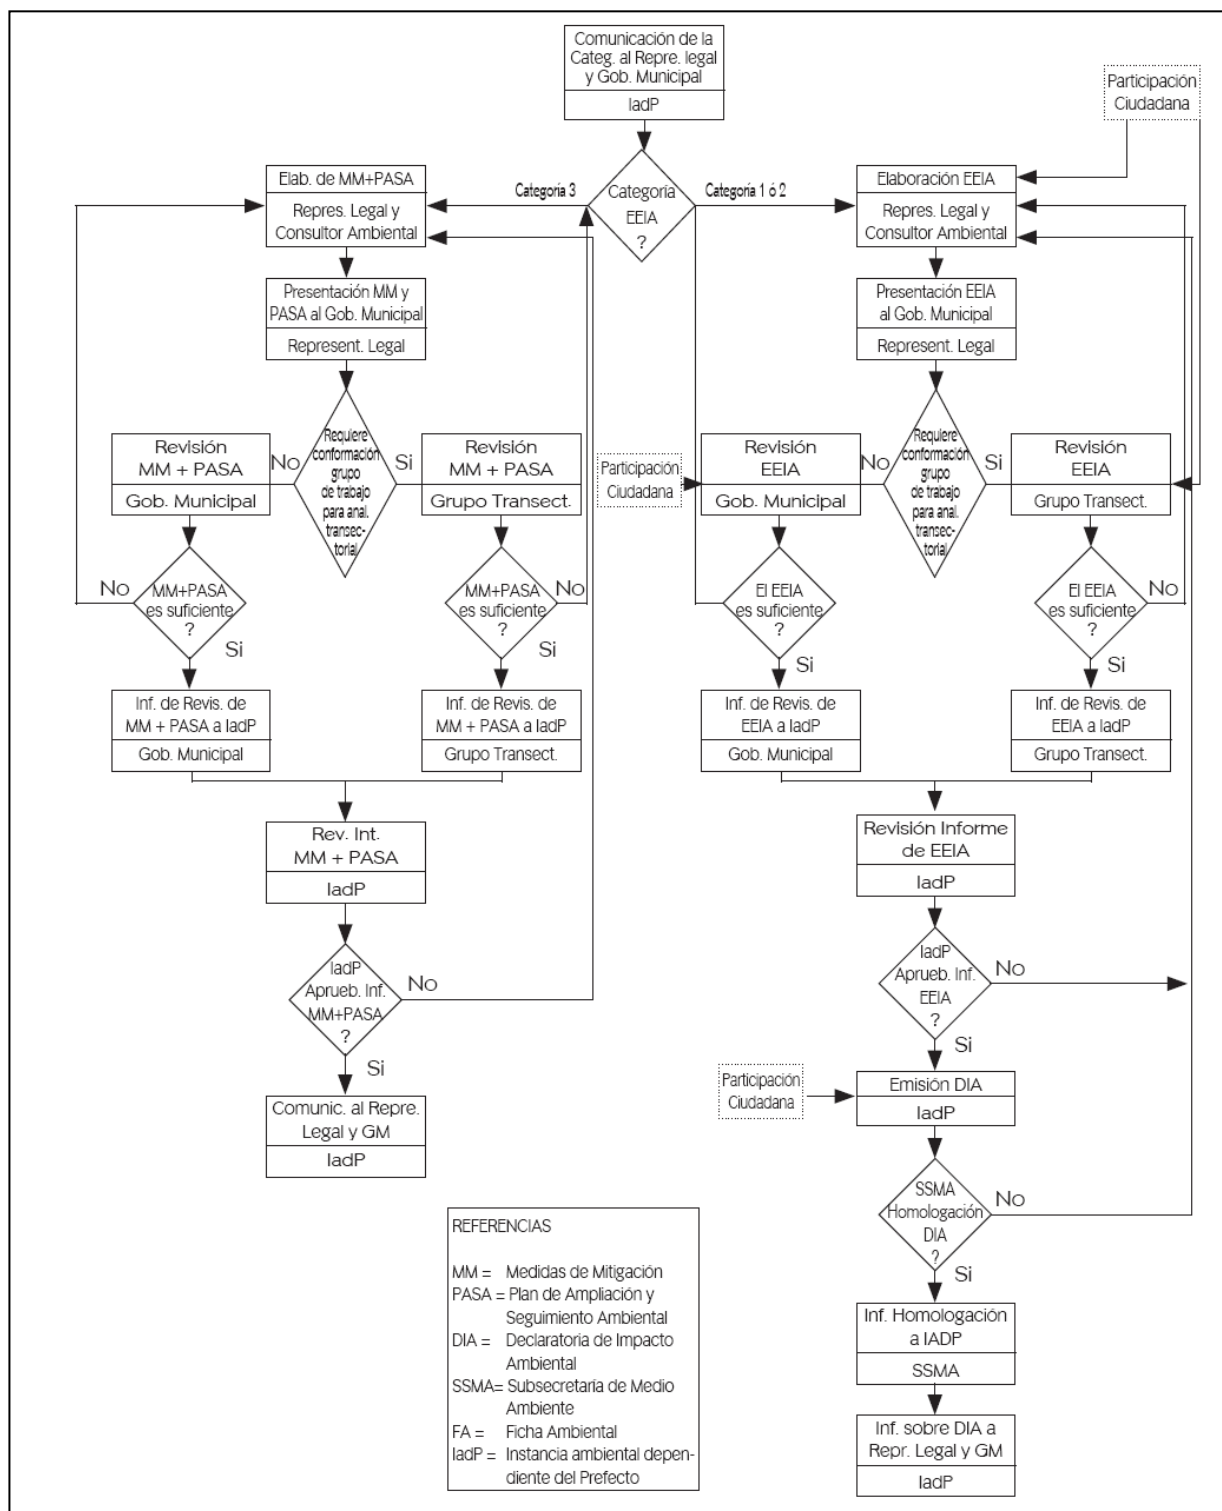 Comunicación de la
Categ. al Repre. legal
y Gob. Municipal
IadP
Participación
Ciudadana
Categoría
EEIA
?
Categoría 3
Categoría 1 ó 2
Elab. de MM+PASA
Repres. Legal y
Consultor Ambiental
Elaboración EEIA
Repres. Legal y
Consultor Ambiental
Presentación MM y
PASA al Gob. Municipal
Represent. Legal
Presentación EEIA
al Gob. Municipal
Represent. Legal
Revisión
MM + PASA
Gob. Municipal
No
Requiere
conformación
grupo
de trabajo
para anal.
transec-
torial
Si
Revisión
MM + PASA
Grupo Transect.
Participación
Ciudadana
Revisión
EEIA
Gob. Municipal
No
Requiere
conformación
grupo
de trabajo
para anal.
transec-
torial
Si
Revisión
EEIA
Grupo Transect.
No
MM+PASA
es suficiente
?
Si
MM+PASA
es suficiente
?
No
Si
El EEIA
es suficiente
?
Si
El EEIA
es suficiente
?
No
Si
Inf. de Revis. de
MM + PASA a IadP
Gob. Municipal
Inf. de Revis. de
MM + PASA a IadP
Grupo Transect.
Inf. de Revis. de
EEIA a IadP
Gob. Municipal
Inf. de Revis. de
EEIA a IadP
Grupo Transect.
Rev. Int.
MM + PASA
IadP
Revisión Informe
de EEIA
IadP
IadP
Aprueb. Inf.
MM+PASA
?
No
Si
IadP
Aprueb. Inf.
EEIA
?
No
Si
Comunic. al Repre.
Legal y GM
IadP
Participación
Ciudadana
Emisión DIA
IadP
SSMA
Homologación
DIA
?
No
Si
Inf. Homologación
a IADP
SSMA
Inf. sobre DIA a
Repr. Legal y GM
IadP
REFERENCIAS
MM = Medidas de Mitigación
PASA = Plan de Ampliación y
Seguimiento Ambiental
DIA = Declaratoria de Impacto
Ambiental
SSMA= Subsecretaría de Medio
Ambiente
FA = Ficha Ambiental
IadP = Instancia ambiental depen-
diente del Prefecto